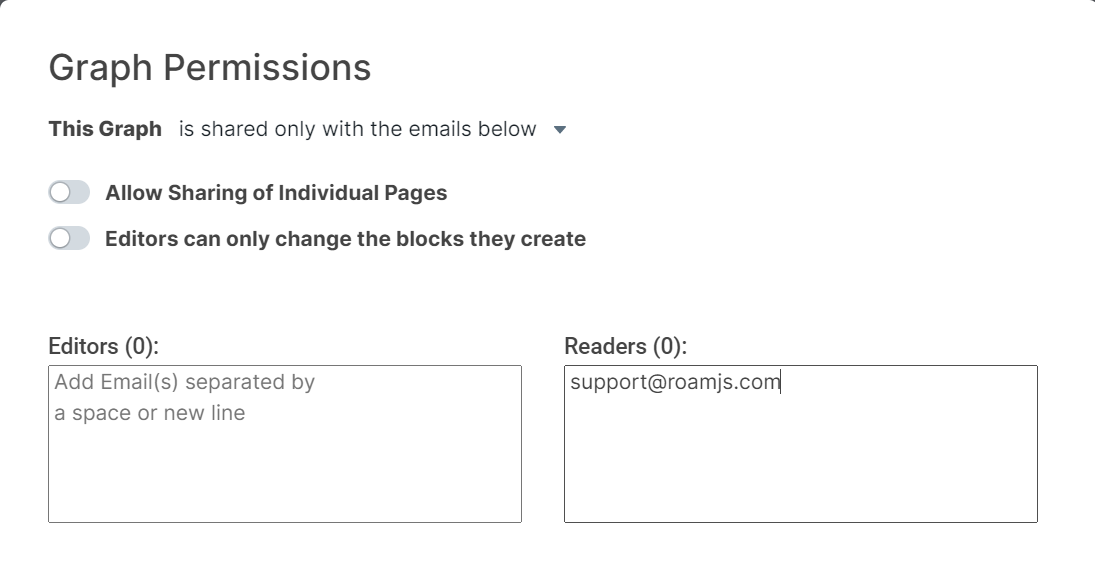 Graph Permissions
This Graph is shared only with the emails below
Allow Sharing of Individual Pages
Editors can only change the blocks they create
Editors (0):
Add Email(s) separated by
a space or new line
Readers (0):
support@roamjs.com